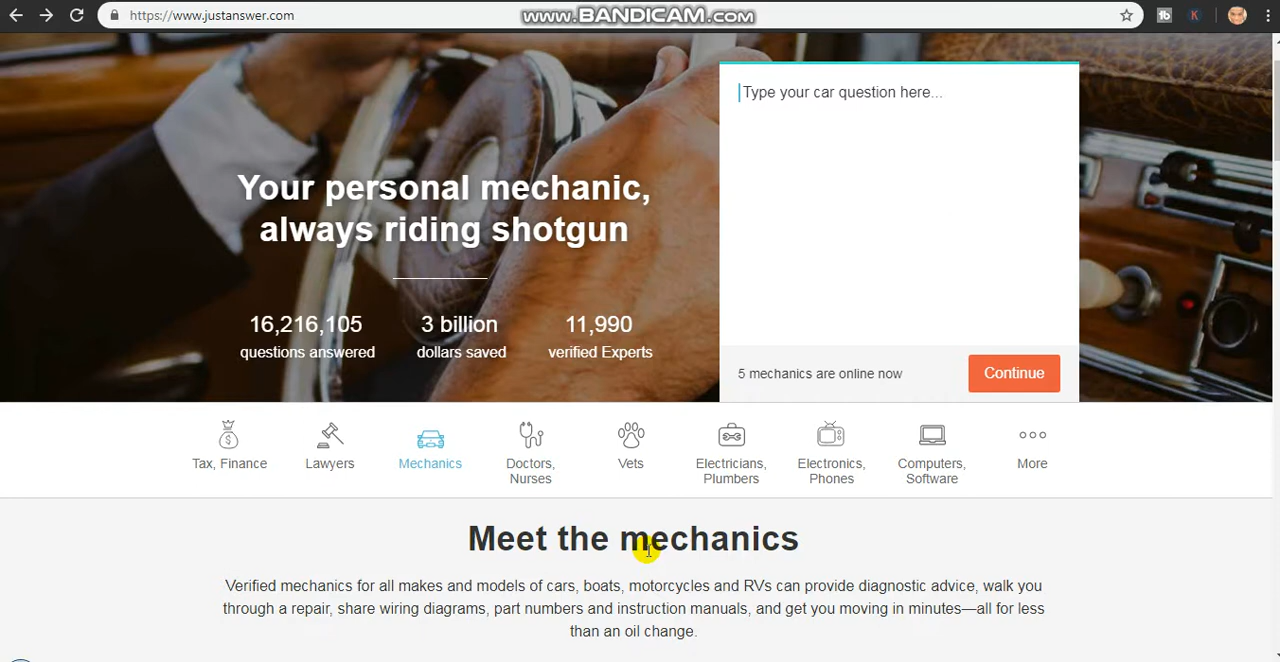 https://www.justanswer.com
www.BANDICAM.com
tb
K
Type your car question here...
Your personal mechanic,
always riding shotgun
16,216,105
questions answered
3 billion
dollars saved
11,990
verified Experts
5 mechanics are online now
Continue
Tax, Finance
Lawyers
Mechanics
Doctors,
Nurses
Vets
Electricians,
Plumbers
Electronics,
Phones
Computers,
Software
More
Meet the mechanics
Verified mechanics for all makes and models of cars, boats, motorcycles and RVs can provide diagnostic advice, walk you
through a repair, share wiring diagrams, part numbers and instruction manuals, and get you moving in minutes—all for less
than an oil change.